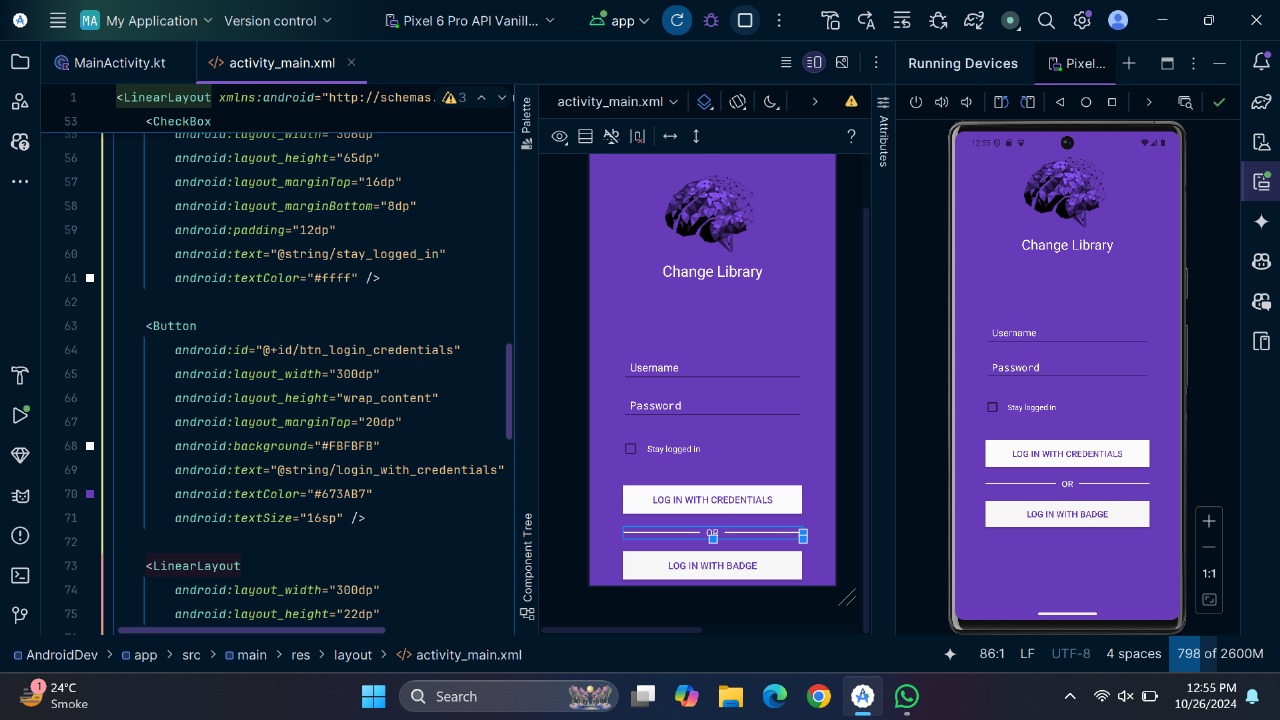 MA My Application Version control Pixel 6 Pro API Vanill... app
MainActivity.kt activity_main.xml Running Devices Pixel...
1 <LinearLayout xmlns:android="http://schemas. 3
53 <CheckBox
55 android:layout_width="300dp"
56 android:layout_height="65dp"
57 android:layout_marginTop="16dp"
58 android:layout_marginBottom="8dp"
59 android:padding="12dp"
60 android:text="@string/stay_logged_in"
61 android:textColor="#ffff" />
62
63 <Button
64 android:id="@+id/btn_login_credentials"
65 android:layout_width="300dp"
66 android:layout_height="wrap_content"
67 android:layout_marginTop="20dp"
68 android:background="#FBFBFB"
69 android:text="@string/login_with_credentials"
70 android:textColor="#673AB7"
71 android:textSize="16sp" />
72
73 <LinearLayout
74 android:layout_width="300dp"
75 android:layout_height="22dp"
Palette
Component Tree
activity_main.xml
?
Change Library
Username
Password
Stay logged in
LOG IN WITH CREDENTIALS
OR
LOG IN WITH BADGE
Attributes
12:55
Change Library
Username
Password
Stay logged in
LOG IN WITH CREDENTIALS
OR
LOG IN WITH BADGE
1:1
AndroidDev app src main res layout activity_main.xml 86:1 LF UTF-8 4 spaces 798 of 2600M
1 24°C
Smoke
Search
12:55 PM
10/26/2024